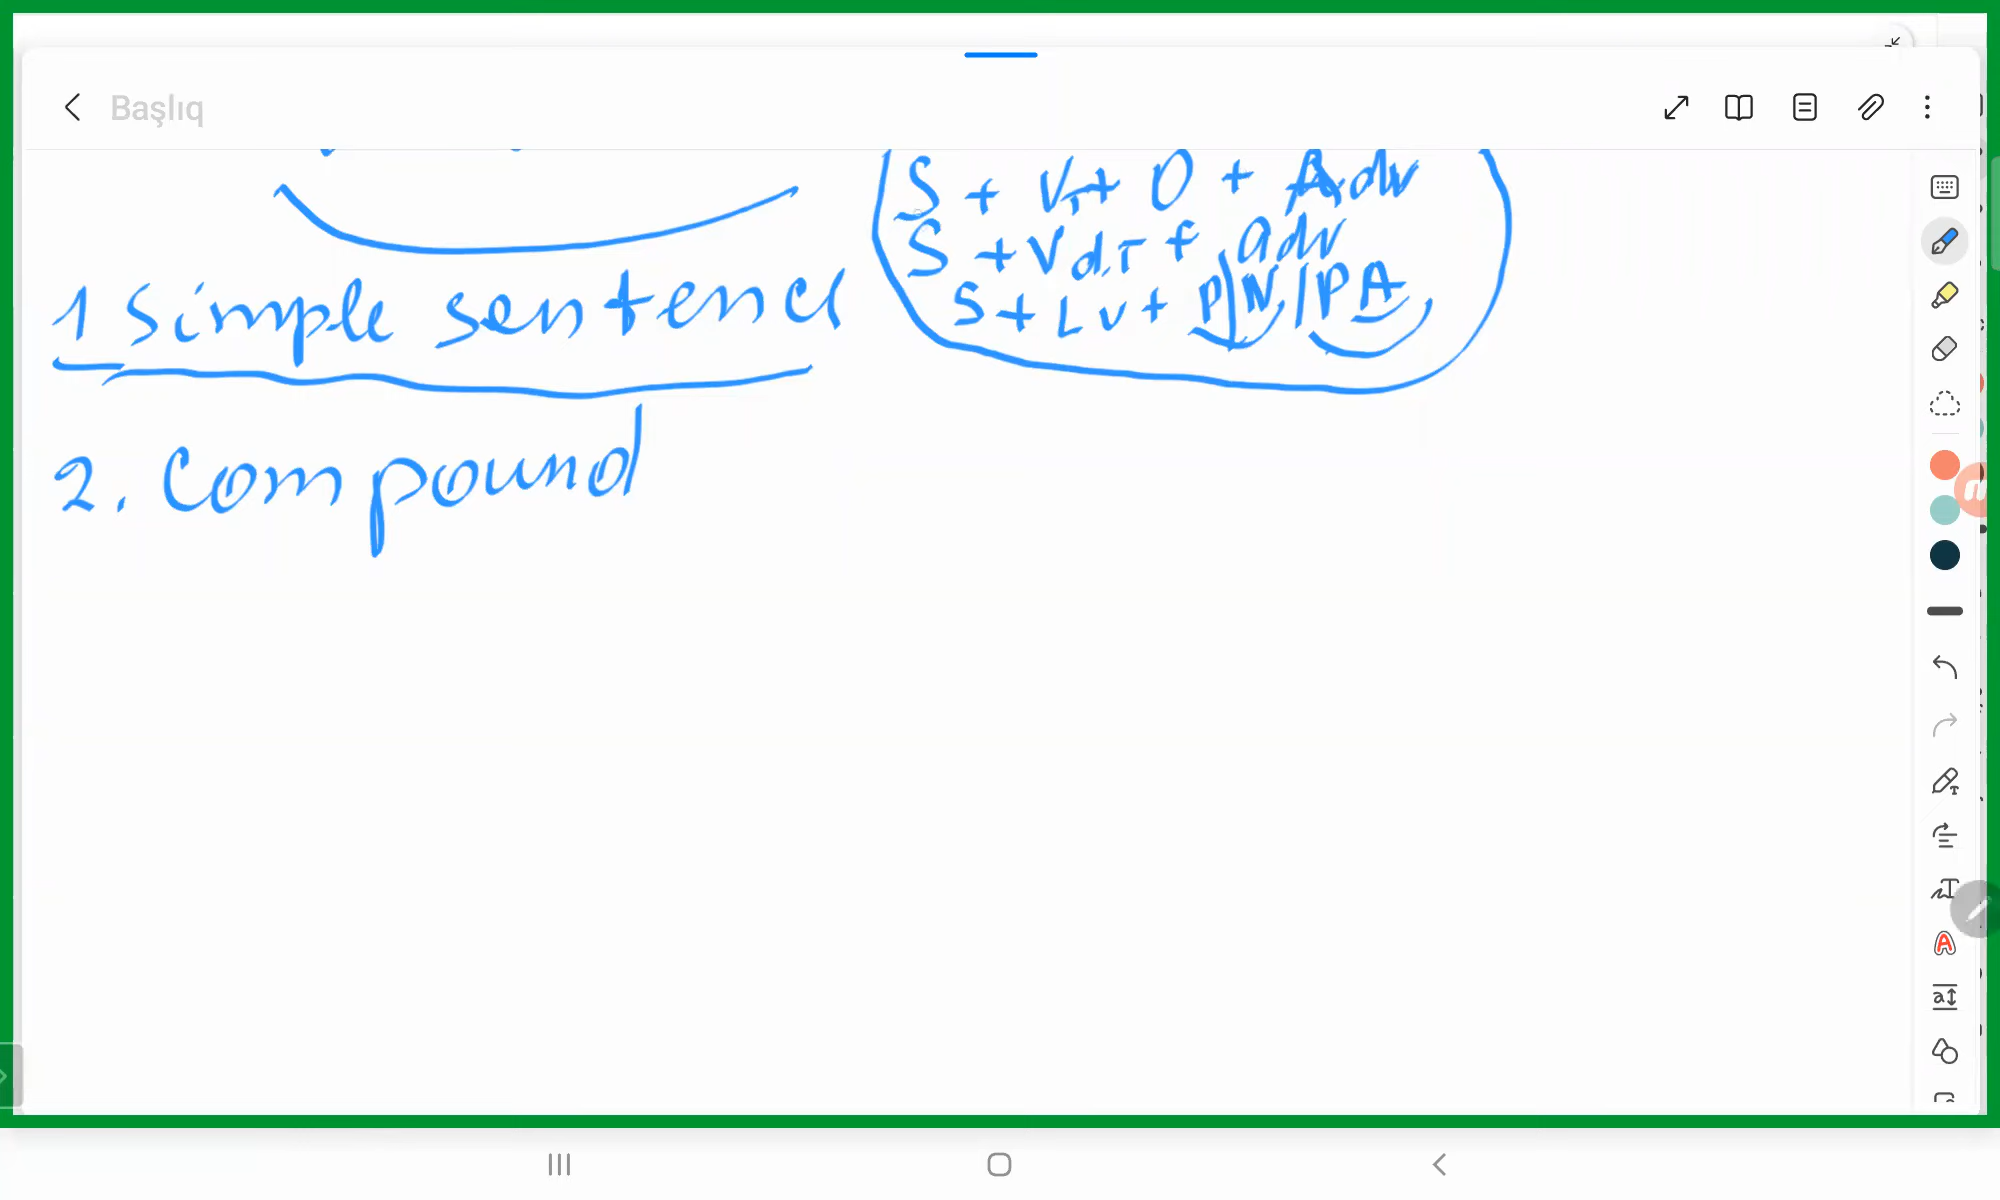 Başlıq
S + VT + O + Adv
S + Vd.T + adv
1 Simple sentence
S + LV + PN / PA
2. Compound